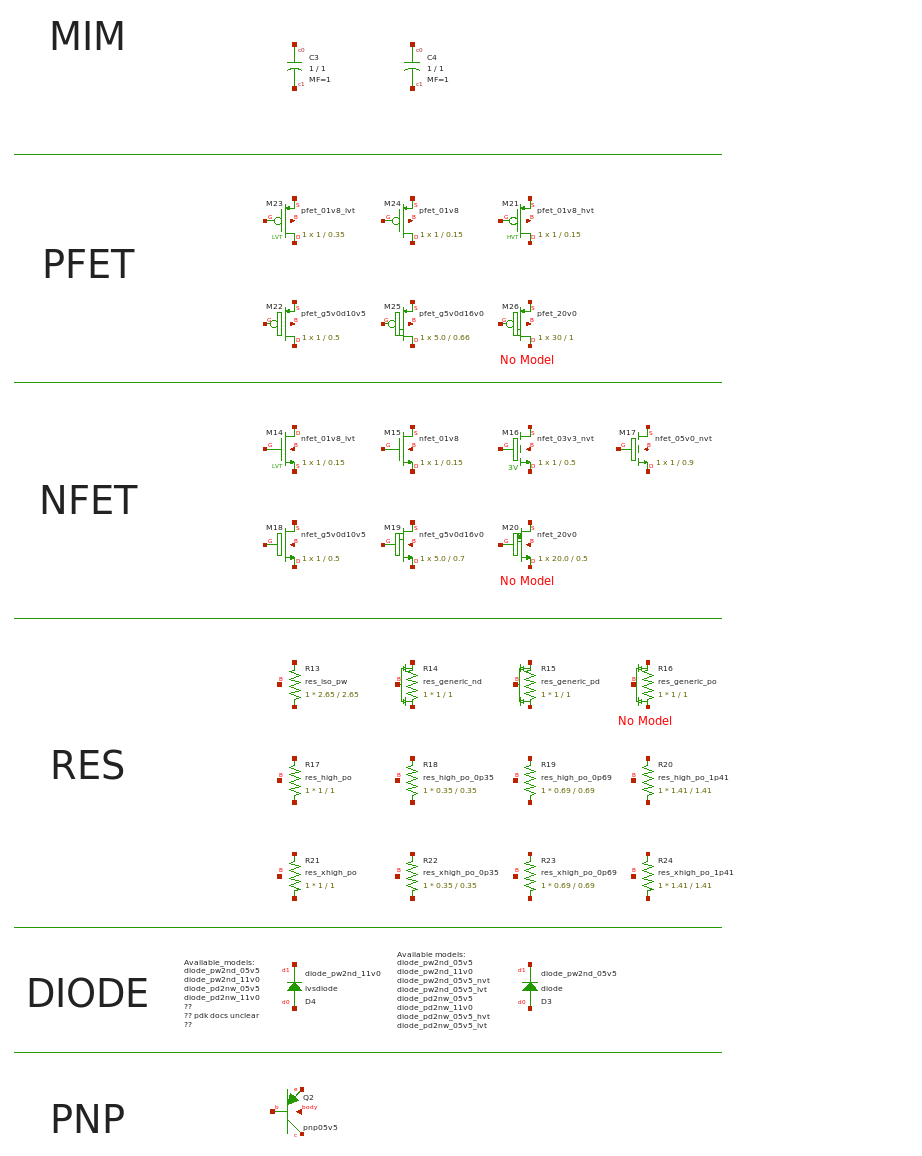 MIM
c0
C3
1 / 1
MF=1
c1
c0
C4
1 / 1
MF=1
c1
PFET
M23
S
pfet_01v8_lvt
G
B
LVT
D
1 x 1 / 0.35
M24
S
pfet_01v8
G
B
D
1 x 1 / 0.15
M21
S
pfet_01v8_hvt
G
B
HVT
D
1 x 1 / 0.15
M22
S
pfet_g5v0d10v5
G
B
D
1 x 1 / 0.5
M25
S
pfet_g5v0d16v0
G
B
D
1 x 5.0 / 0.66
M26
S
pfet_20v0
G
B
D
1 x 30 / 1
No Model
NFET
M14
D
nfet_01v8_lvt
G
B
LVT
S
1 x 1 / 0.15
M15
S
nfet_01v8
G
B
D
1 x 1 / 0.15
M16
S
nfet_03v3_nvt
G
B
3V
D
1 x 1 / 0.5
M17
S
nfet_05v0_nvt
G
B
D
1 x 1 / 0.9
M18
S
nfet_g5v0d10v5
G
B
D
1 x 1 / 0.5
M19
S
nfet_g5v0d16v0
G
B
D
1 x 5.0 / 0.7
M20
S
nfet_20v0
G
B
D
1 x 20.0 / 0.5
No Model
RES
R13
B
res_iso_pw
1 * 2.65 / 2.65
R14
B
res_generic_nd
1 * 1 / 1
R15
B
res_generic_pd
1 * 1 / 1
R16
B
res_generic_po
1 * 1 / 1
No Model
R17
B
res_high_po
1 * 1 / 1
R18
B
res_high_po_0p35
1 * 0.35 / 0.35
R19
B
res_high_po_0p69
1 * 0.69 / 0.69
R20
B
res_high_po_1p41
1 * 1.41 / 1.41
R21
B
res_xhigh_po
1 * 1 / 1
R22
B
res_xhigh_po_0p35
1 * 0.35 / 0.35
R23
B
res_xhigh_po_0p69
1 * 0.69 / 0.69
R24
B
res_xhigh_po_1p41
1 * 1.41 / 1.41
DIODE
Available_models:
diode_pw2nd_05v5
diode_pw2nd_11v0
diode_pd2nw_05v5
diode_pd2nw_11v0
??
?? pdk docs unclear
??
d1
diode_pw2nd_11v0
lvsdiode
d0
D4
Available models:
diode_pw2nd_05v5
diode_pw2nd_11v0
diode_pw2nd_05v5_nvt
diode_pw2nd_05v5_lvt
diode_pd2nw_05v5
diode_pd2nw_11v0
diode_pd2nw_05v5_hvt
diode_pd2nw_05v5_lvt
d1
diode_pw2nd_05v5
diode
d0
D3
PNP
e
Q2
b
body
pnp05v5
c